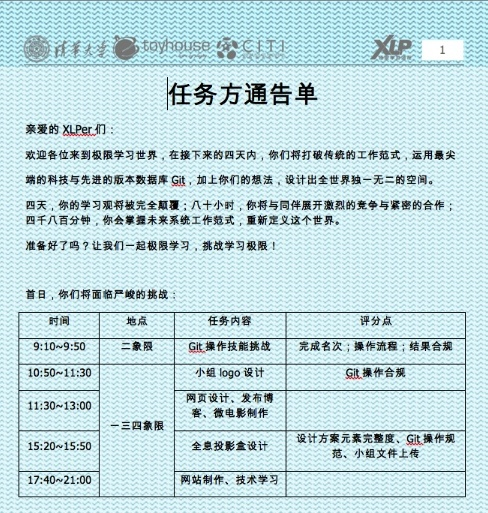 清华大学 toyhouse CITI XLP 1
任务方通告单
亲爱的 XLPer 们：
欢迎各位来到极限学习世界，在接下来的四天内，你们将打破传统的工作范式，运用最尖
端的科技与先进的版本数据库 Git，加上你们的想法，设计出全世界独一无二的空间。
四天，你的学习观将被完全颠覆；八十小时，你将与同伴展开激烈的竞争与紧密的合作；
四千八百分钟，你会掌握未来系统工作范式，重新定义这个世界。
准备好了吗？让我们一起极限学习，挑战学习极限！
首日，你们将面临严峻的挑战：
时间 地点 任务内容 评分点
9:10~9:50 二象限 Git 操作技能挑战 完成名次；操作流程；结果合规
10:50~11:30 小组 logo 设计 Git 操作合规
11:30~13:00 网页设计、发布博
客、微电影制作
一三四象限
15:20~15:50 全息投影盒设计 设计方案元素完整度、Git 操作规
范、小组文件上传
17:40~21:00 网站制作、技术学习